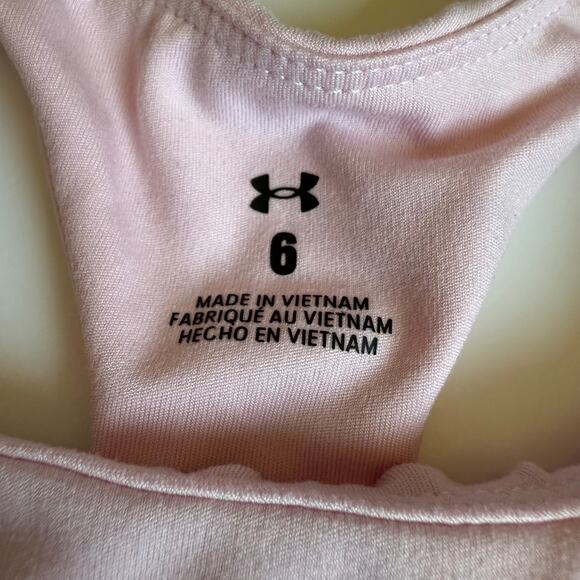 6
MADE IN VIETNAM
FABRIQUÉ AU VIETNAM
HECHO EN VIETNAM